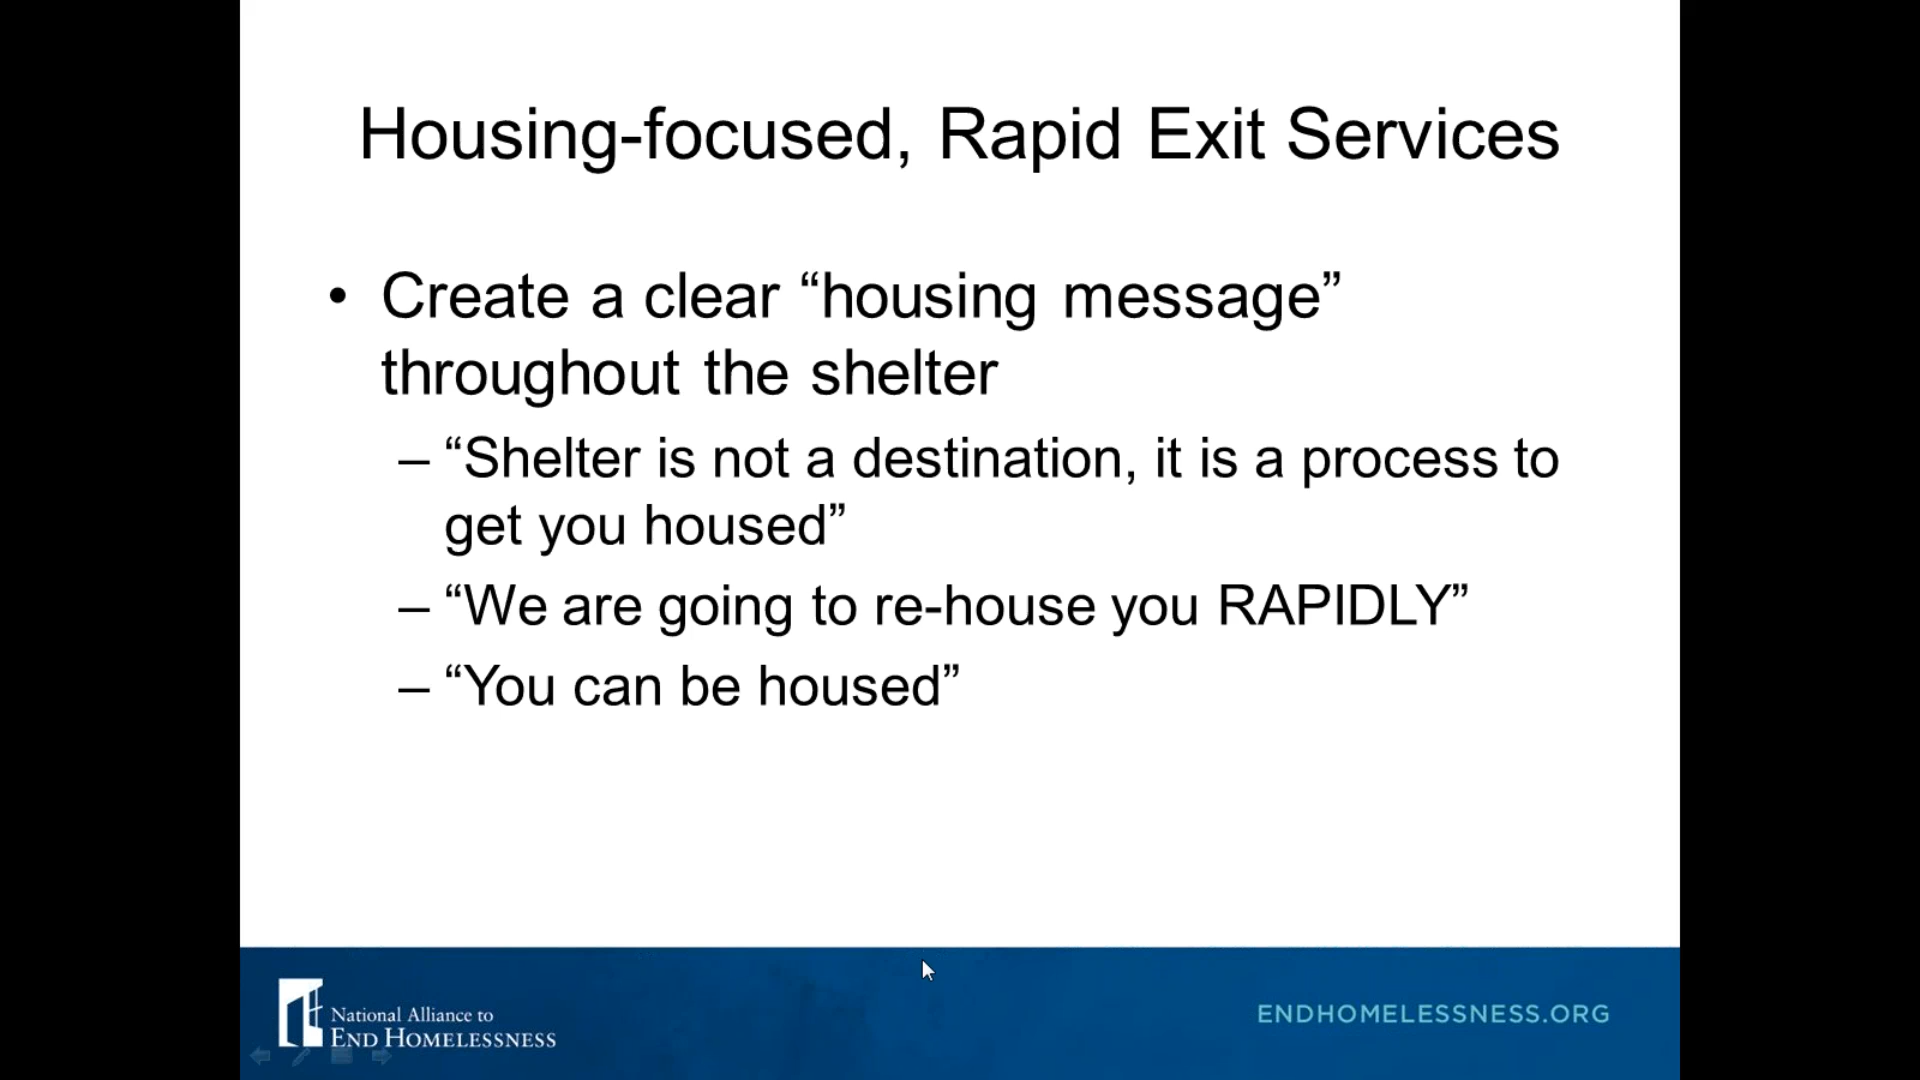 Housing-focused, Rapid Exit Services
• Create a clear “housing message”
throughout the shelter
– “Shelter is not a destination, it is a process to
get you housed”
– “We are going to re-house you RAPIDLY”
– “You can be housed”
National Alliance to
END HOMELESSNESS
ENDHOMELESSNESS.ORG